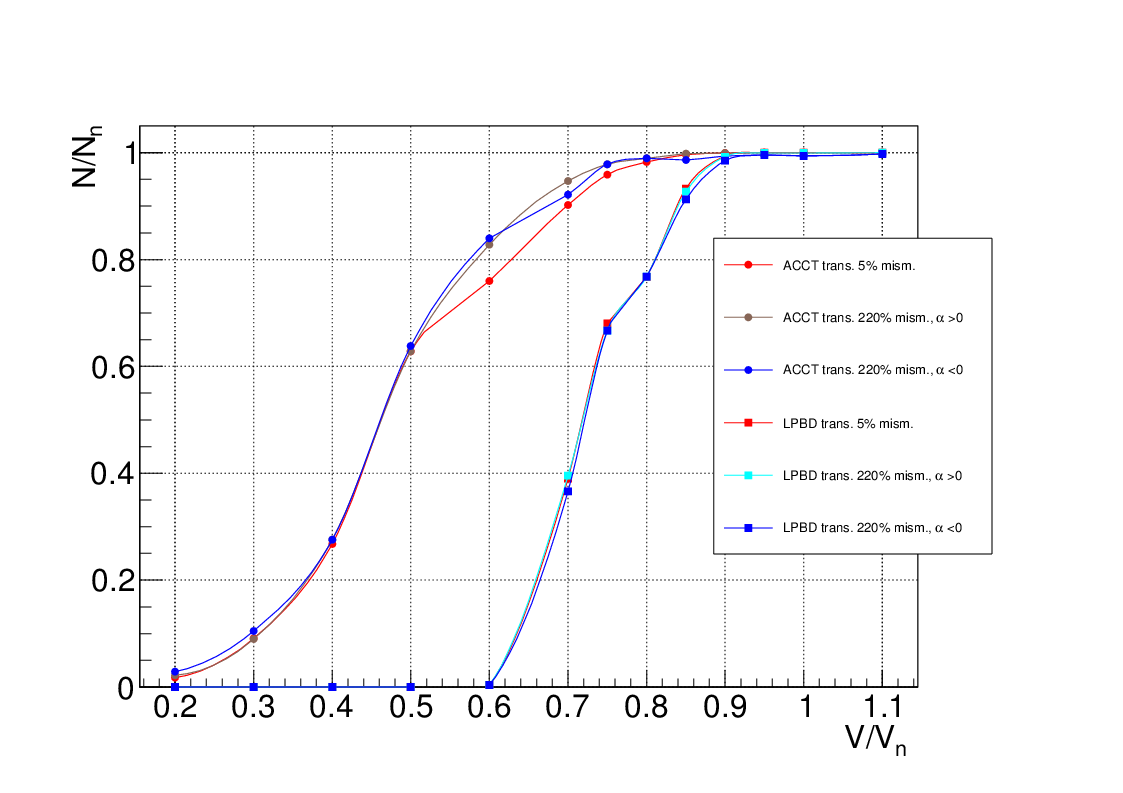 N/Nn
1
0.8
0.6
0.4
0.2
0
0.2 0.3 0.4 0.5 0.6 0.7 0.8 0.9 1 1.1
V/Vn
ACCT trans. 5% mism.
ACCT trans. 220% mism., α >0
ACCT trans. 220% mism., α <0
LPBD trans. 5% mism.
LPBD trans. 220% mism., α >0
LPBD trans. 220% mism., α <0